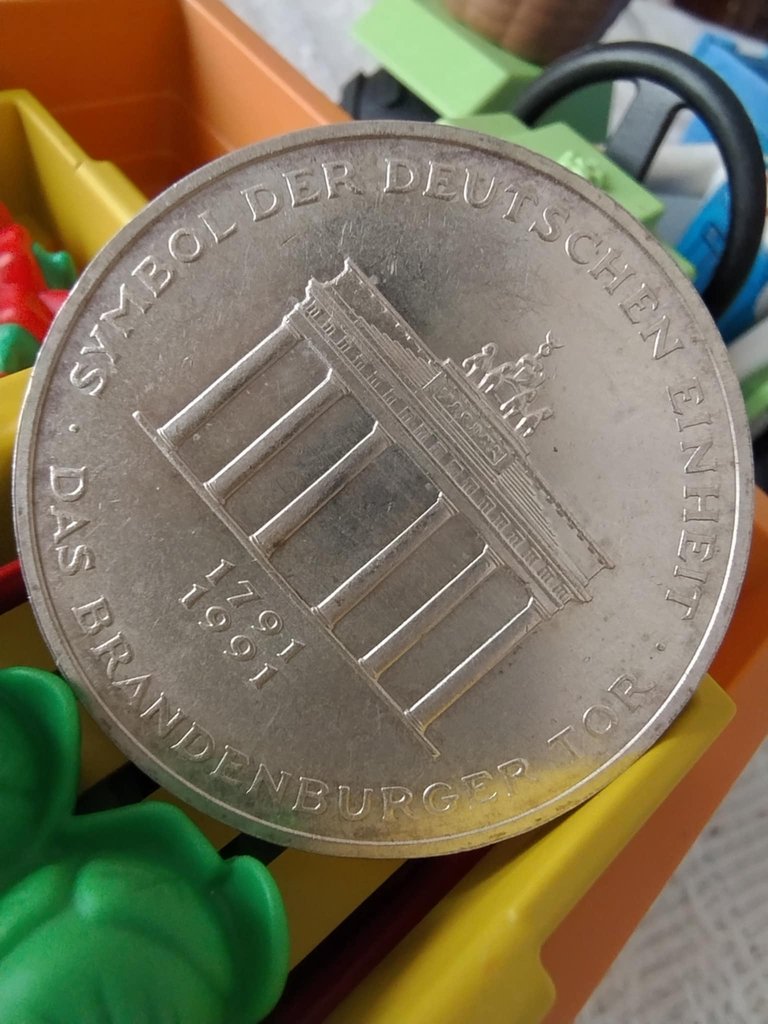 SYMBOL DER DEUTSCHEN EINHEIT
· DAS BRANDENBURGER TOR ·
1791
1991